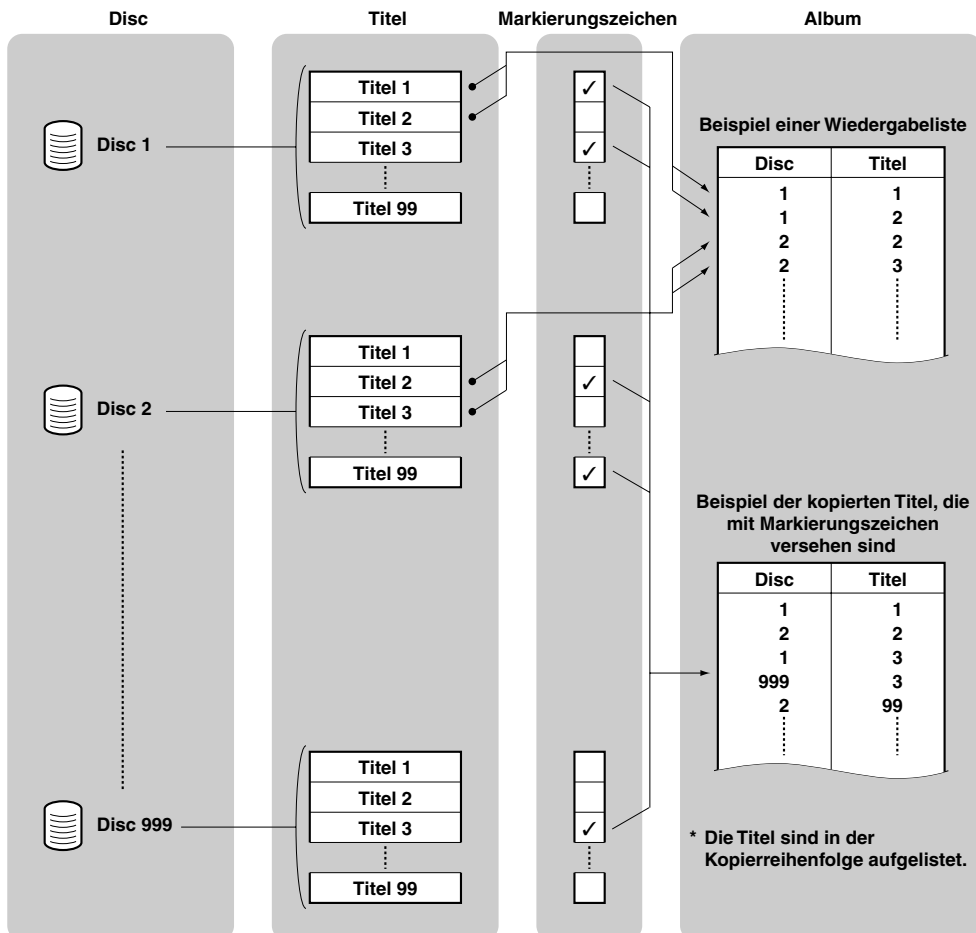 Disc Titel Markierungszeichen Album
Disc 1
Titel 1
Titel 2
Titel 3
Titel 99
✓
✓
Beispiel einer Wiedergabeliste
Disc Titel
1 1
1 2
2 2
2 3
Disc 2
Titel 1
Titel 2
Titel 3
Titel 99
✓
✓
Beispiel der kopierten Titel, die
mit Markierungszeichen
versehen sind
Disc Titel
1 1
2 2
1 3
999 3
2 99
Disc 999
Titel 1
Titel 2
Titel 3
Titel 99
✓
* Die Titel sind in der
Kopierreihenfolge aufgelistet.